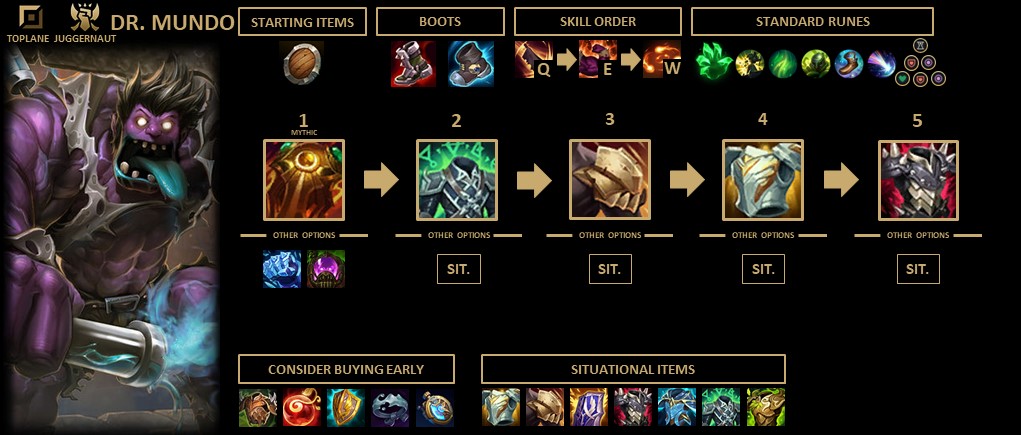 DR. MUNDO
TOPLANE JUGGERNAUT
STARTING ITEMS
BOOTS
SKILL ORDER
STANDARD RUNES
Q
E
W
1
MYTHIC
2
3
4
5
OTHER OPTIONS
OTHER OPTIONS
OTHER OPTIONS
OTHER OPTIONS
OTHER OPTIONS
SIT.
SIT.
SIT.
SIT.
CONSIDER BUYING EARLY
SITUATIONAL ITEMS